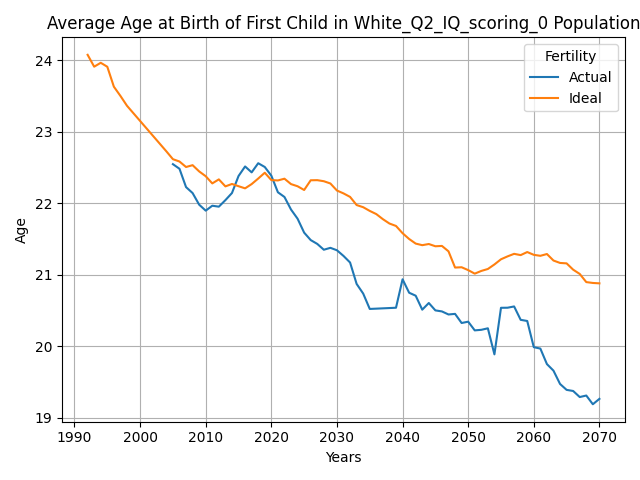 Average Age at Birth of First Child in White_Q2_IQ_scoring_0 Population
Fertility
Actual
Ideal
Age
24
23
22
21
20
19
1990
2000
2010
2020
2030
2040
2050
2060
2070
Years